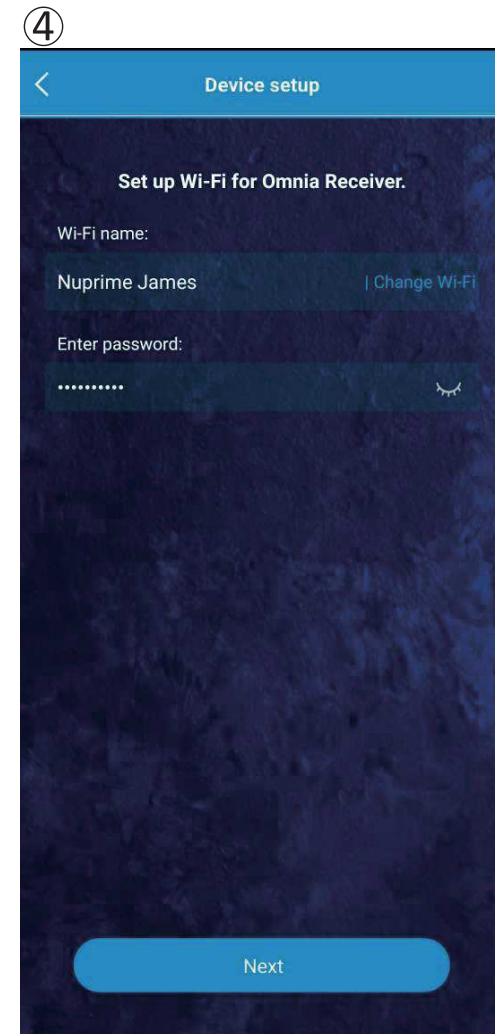 ④
Device setup
Set up Wi-Fi for Omnia Receiver.
Wi-Fi name:
Nuprime James | Change Wi-Fi
Enter password:
••••••••••
Next